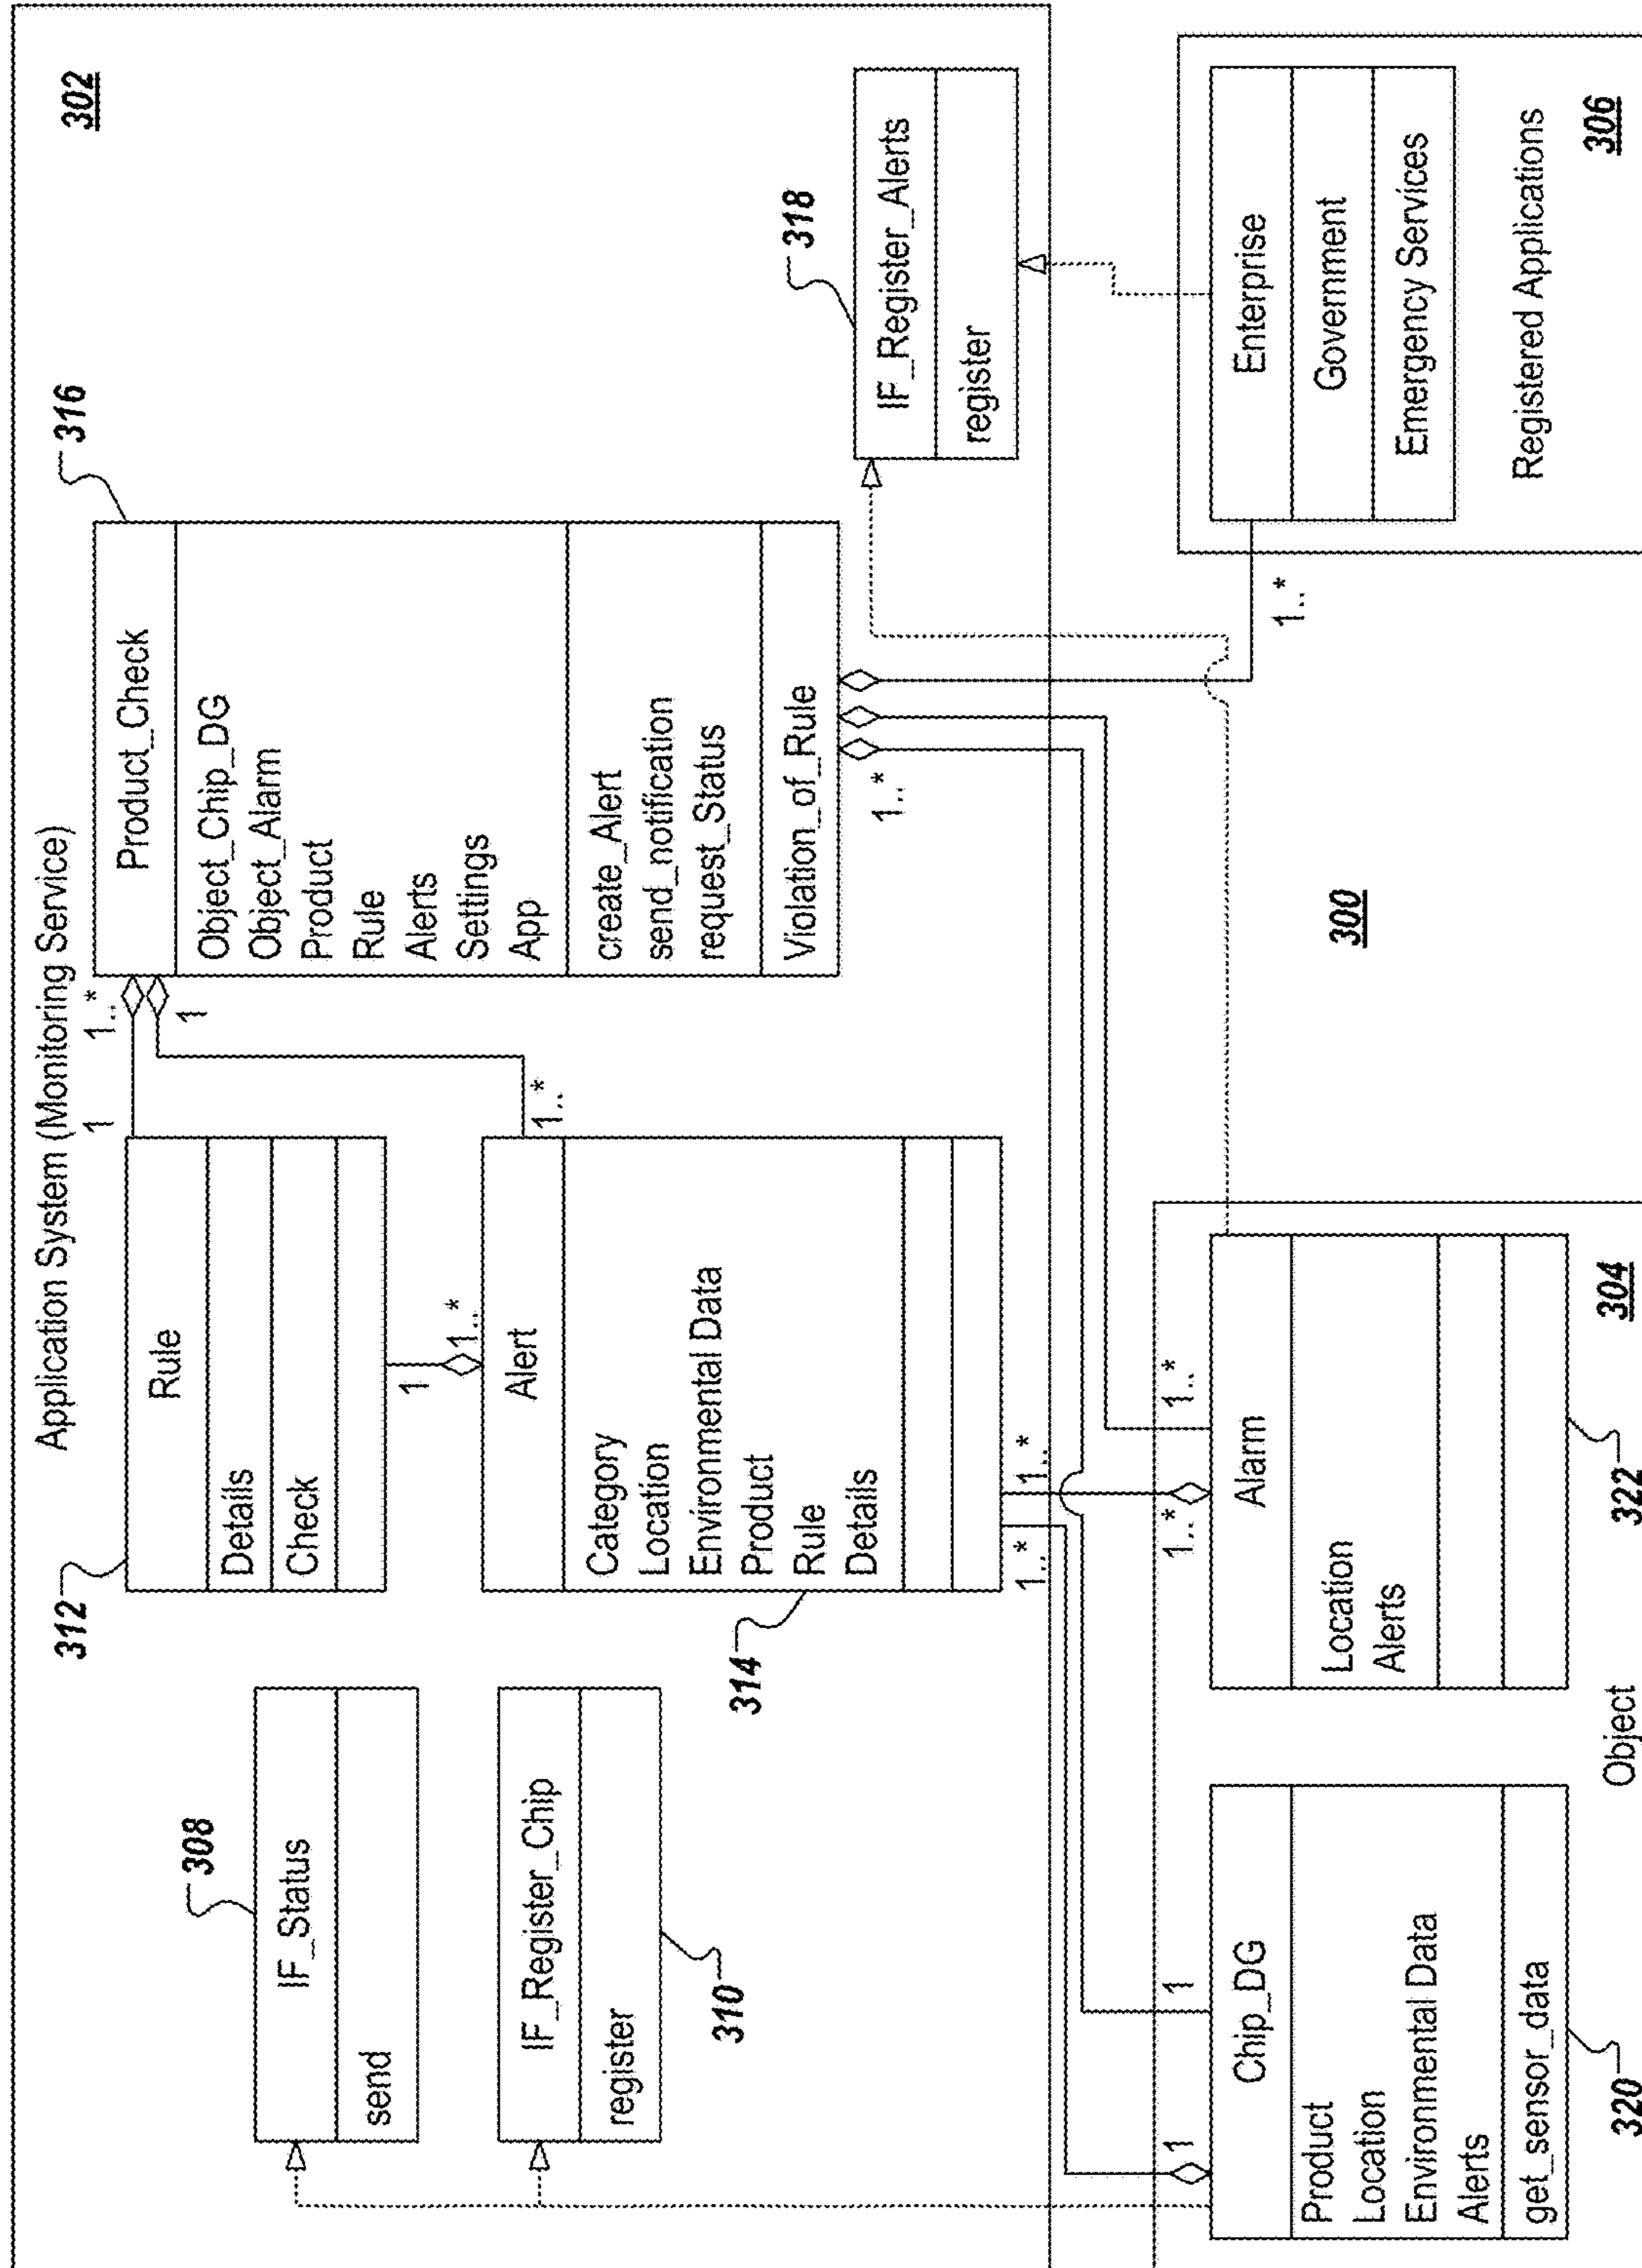 Application System (Monitoring Service)
302
308
IF_Status
send
IF_Register_Chip
register
310
312
Rule
Details
Check
1
1..*
1
1..*
Alert
Category
Location
Environmental Data
Product
Rule
Details
314
1..*
1
1..*
1..*
316
Product_Check
Object_Chip_DG
Object_Alarm
Product
Rule
Alerts
Settings
App
create_Alert
send_notification
request_Status
Violation_of_Rule
1..*
318
IF_Register_Alerts
register
300
1
1
Chip_DG
Product
Location
Environmental Data
Alerts
get_sensor_data
320
Object
1..*
1..*
Alarm
Location
Alerts
322
304
1..*
Enterprise
Government
Emergency Services
Registered Applications
306